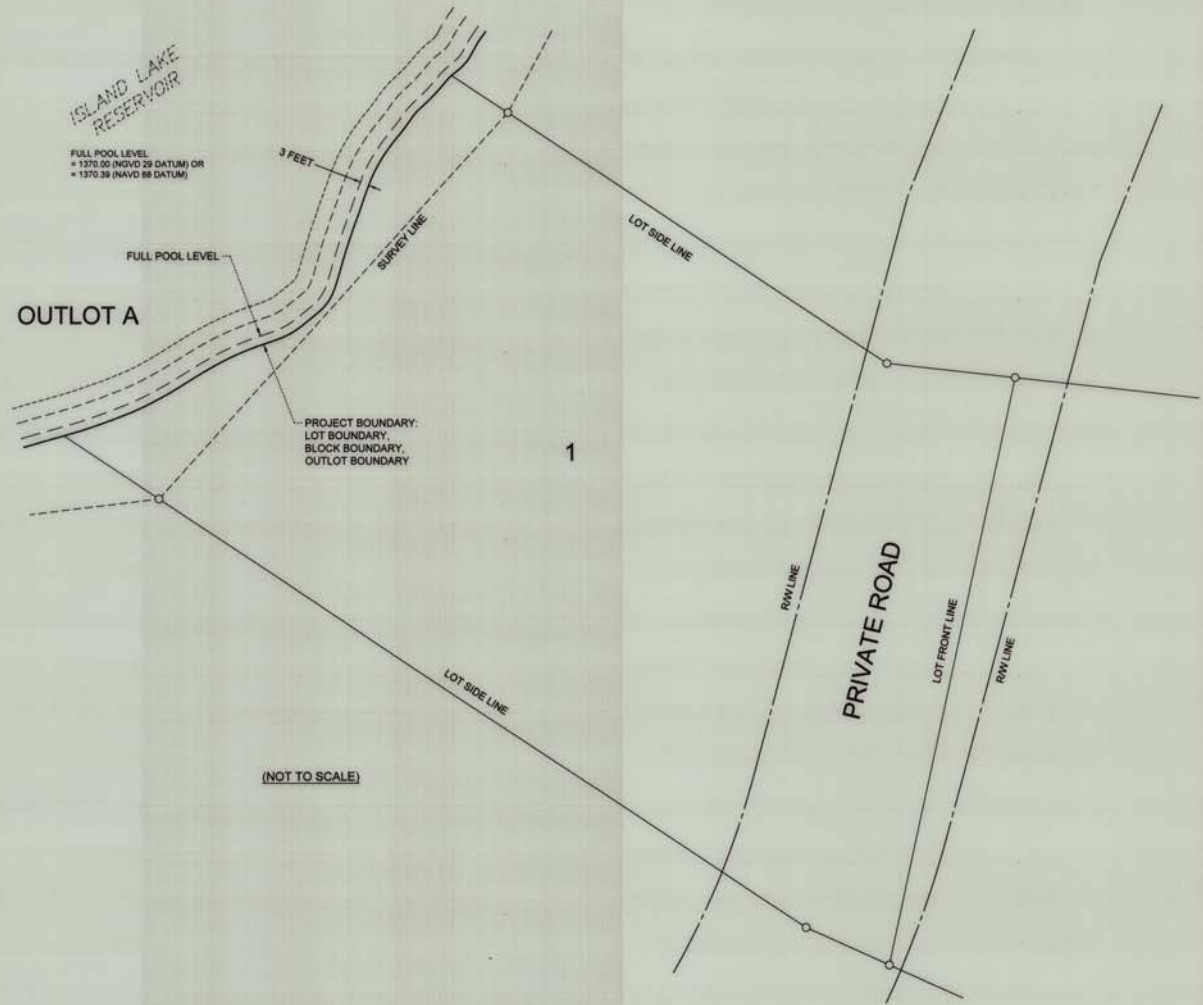 ISLAND LAKE
RESERVOIR
FULL POOL LEVEL
= 1370.00 (NGVD 29 DATUM) OR
= 1370.39 (NAVD 88 DATUM)
3 FEET
SURVEY LINE
LOT SIDE LINE
FULL POOL LEVEL
OUTLOT A
PROJECT BOUNDARY:
LOT BOUNDARY,
BLOCK BOUNDARY,
OUTLOT BOUNDARY
1
R/W LINE
PRIVATE ROAD
LOT FRONT LINE
R/W LINE
LOT SIDE LINE
(NOT TO SCALE)